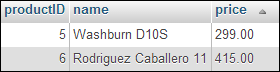 productID name price
5 Washburn D10S 299.00
6 Rodriguez Caballero 11 415.00